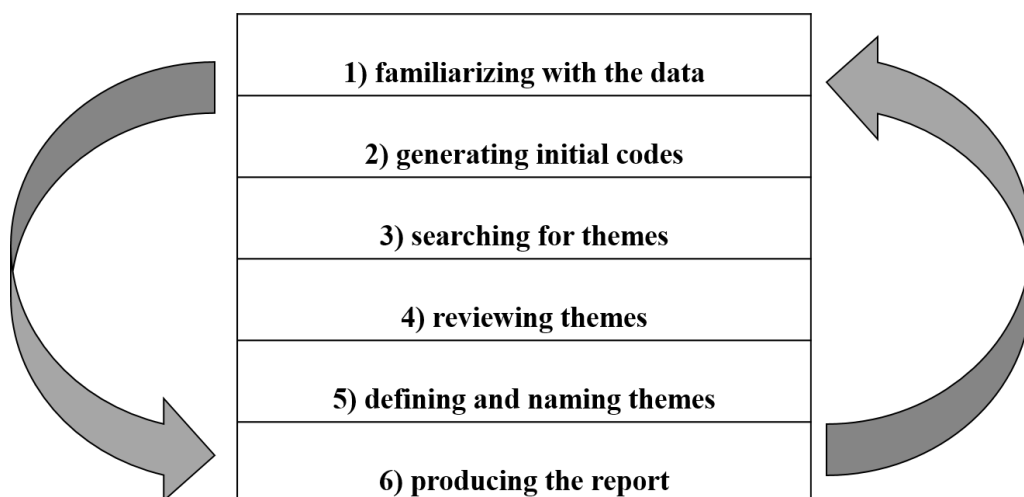 1) familiarizing with the data
2) generating initial codes
3) searching for themes
4) reviewing themes
5) defining and naming themes
6) producing the report